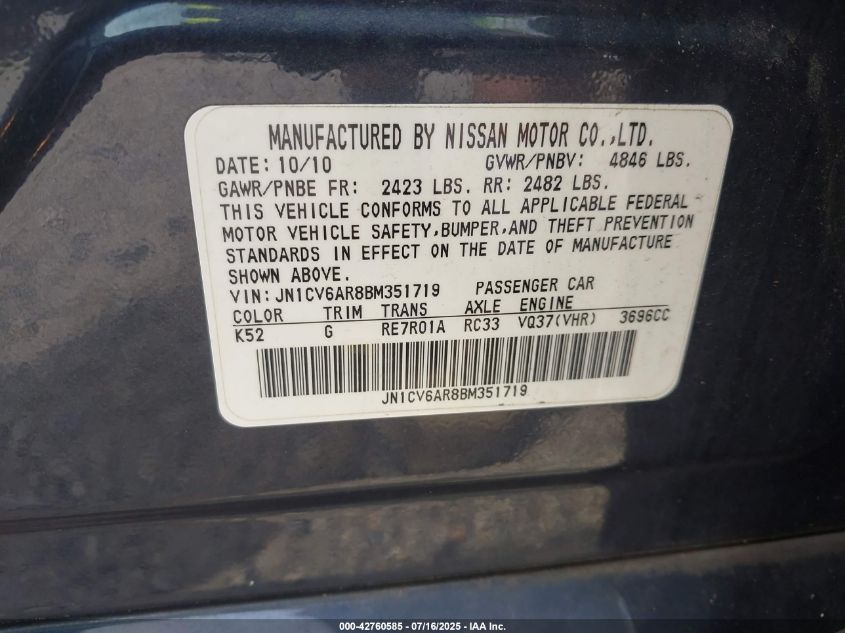 MANUFACTURED BY NISSAN MOTOR CO.,LTD.
DATE: 10/10 GVWR/PNBV: 4846 LBS.
GAWR/PNBE FR: 2423 LBS. RR: 2482 LBS.
THIS VEHICLE CONFORMS TO ALL APPLICABLE FEDERAL
MOTOR VEHICLE SAFETY,BUMPER,AND THEFT PREVENTION
STANDARDS IN EFFECT ON THE DATE OF MANUFACTURE
SHOWN ABOVE.
VIN: JN1CV6AR8BM351719 PASSENGER CAR
COLOR TRIM TRANS AXLE ENGINE
K52 G RE7R01A RC33 VQ37(VHR) 3696CC
JN1CV6AR8BM351719
000-42760585 - 07/16/2025 - IAA Inc.